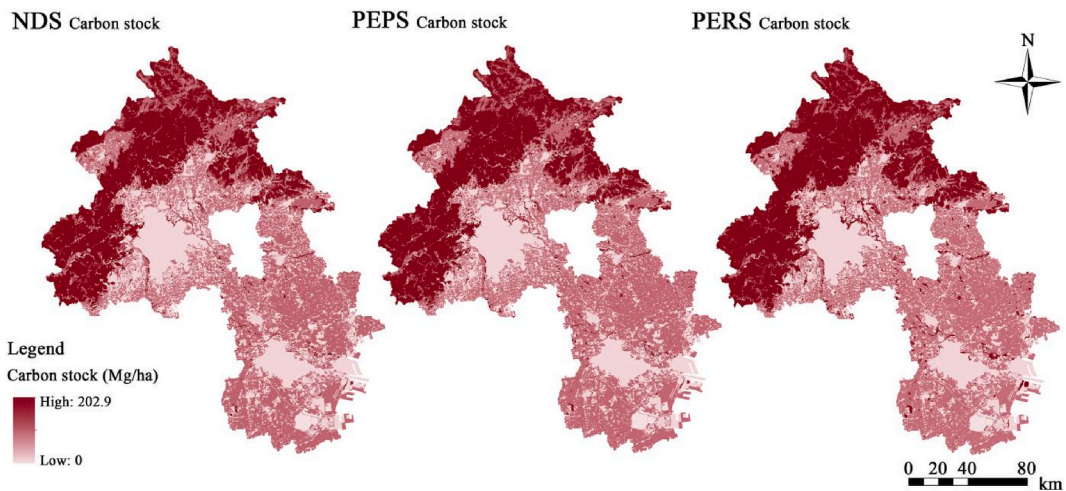 NDS Carbon stock
PEPS Carbon stock
PERS Carbon stock
N
Legend
Carbon stock (Mg/ha)
High: 202.9
Low: 0
0 20 40 80
km